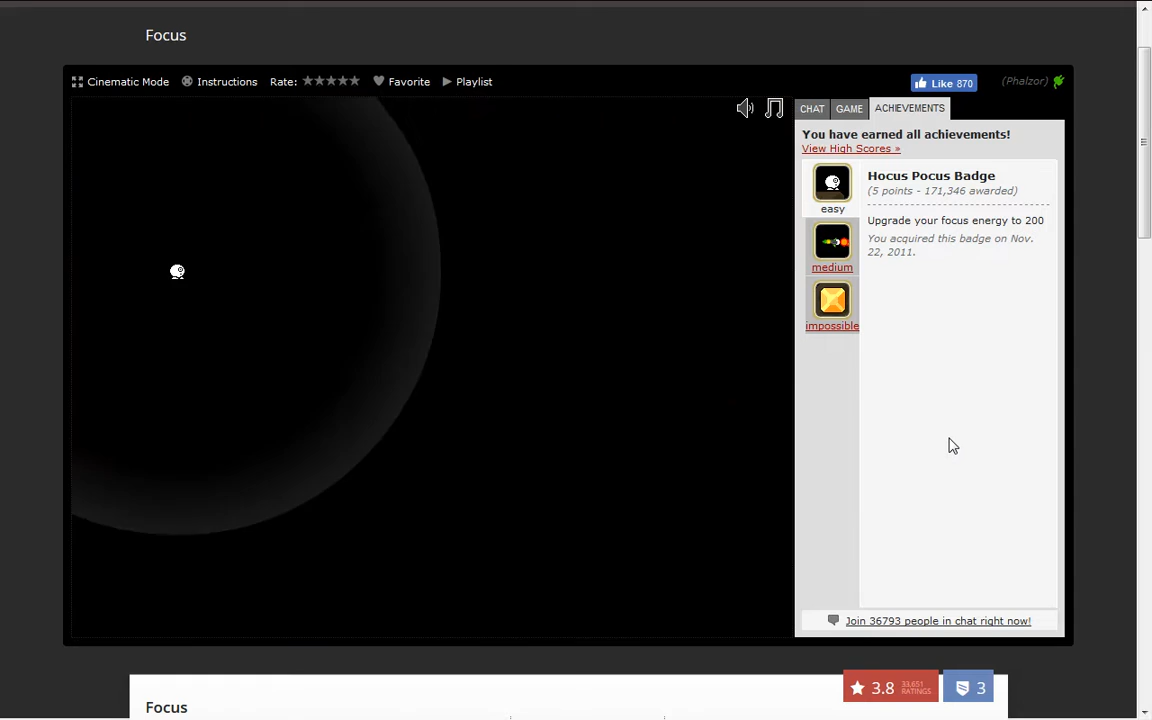 Focus
Cinematic Mode Instructions Rate: Favorite Playlist
Like 870
(Phalzor)
CHAT GAME ACHIEVEMENTS
You have earned all achievements!
View High Scores »
easy
medium
impossible
Hocus Pocus Badge
(5 points - 171,346 awarded)
Upgrade your focus energy to 200
You acquired this badge on Nov.
22, 2011.
Join 36793 people in chat right now!
3.8 33,651
RATINGS
3
Focus